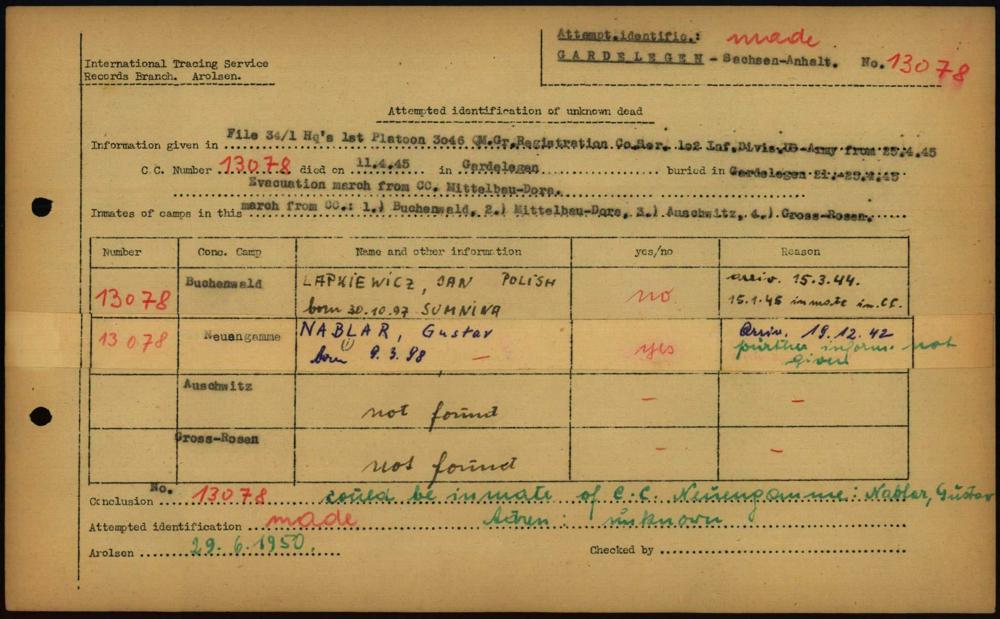 Attempt.identific.: made
GARDELEGEN - Sachsen-Anhalt. No. 13078
International Tracing Service
Records Branch. Arolsen.
Attempted identification of unknown dead
Information given in File 34/1 Hq's 1st Platoon 3046 QM.Gr.Registration Co.Ser. 102 Inf.Divis.US-Army from 25.4.45
C.C. Number 13078 died on 11.4.45 in Gardelegen buried in Gardelegen 21.-25.4.45
Evacuation march from CC. Mittelbau-Dora.
Inmates of camps in this march from CC.: 1.) Buchenwald, 2.) Mittelbau-Dora, 3.) Auschwitz, 4.) Gross-Rosen.
Number Conc. Camp Name and other information yes/no Reason
13078 Buchenwald LAPKIEWICZ, JAN POLISH no arriv. 15.3.44.
born 30.10.97 SUMNINA 15.1.45 inmate in CC.
13078 Neuengamme NABLAR, Gustav yes Arriv. 19.12.42
born 9.3.98 — further inform. not
given
Auschwitz not found — —
Gross-Rosen not found — —
Conclusion No. 13078 could be inmate of C.C. Neuengamme: Nablar, Gustav
Attempted identification made unknown
Arolsen 29.6.1950. Checked by